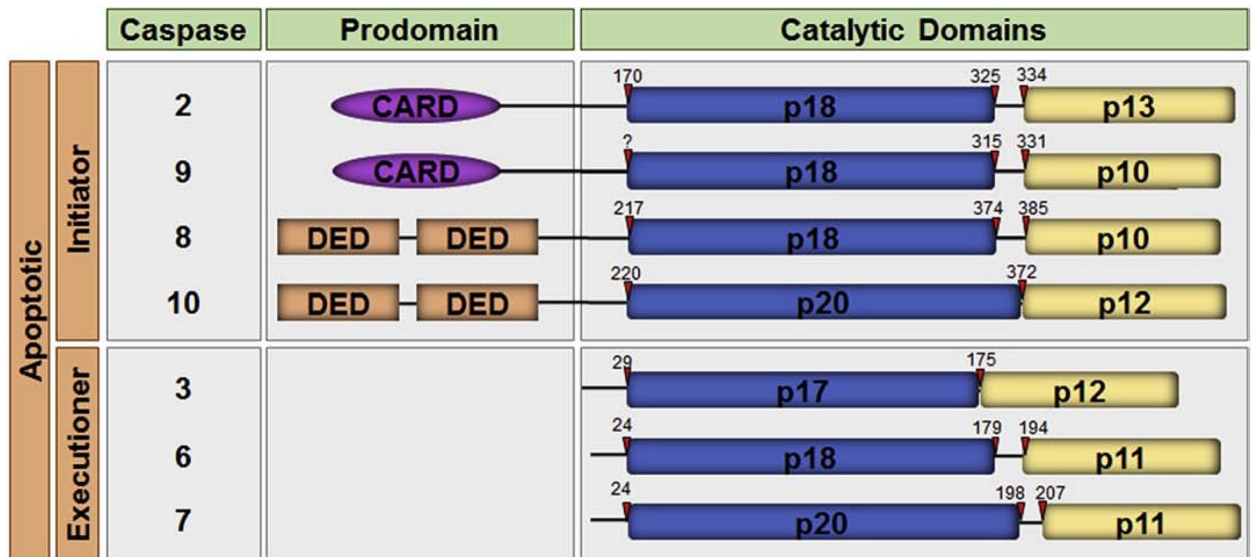 Caspase Prodomain Catalytic Domains
Apoptotic
Initiator
170 325 334
2 CARD p18 p13
? 315 331
9 CARD p18 p10
217 374 385
8 DED DED p18 p10
220 372
10 DED DED p20 p12
Executioner
29 175
3 p17 p12
24 179 194
6 p18 p11
24 198 207
7 p20 p11